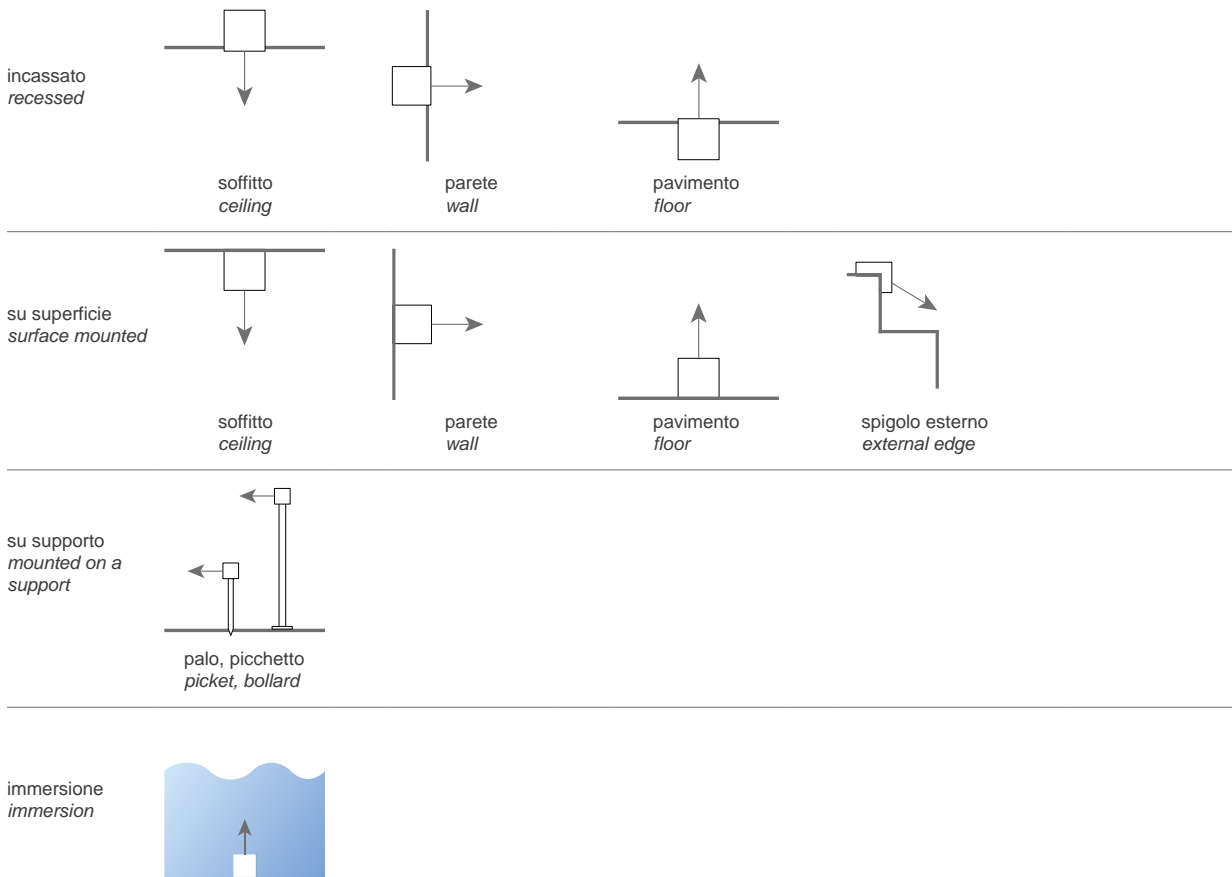 incassato
recessed
soffitto
ceiling
parete
wall
pavimento
floor
su superficie
surface mounted
soffitto
ceiling
parete
wall
pavimento
floor
spigolo esterno
external edge
su supporto
mounted on a
support
palo, picchetto
picket, bollard
immersione
immersion